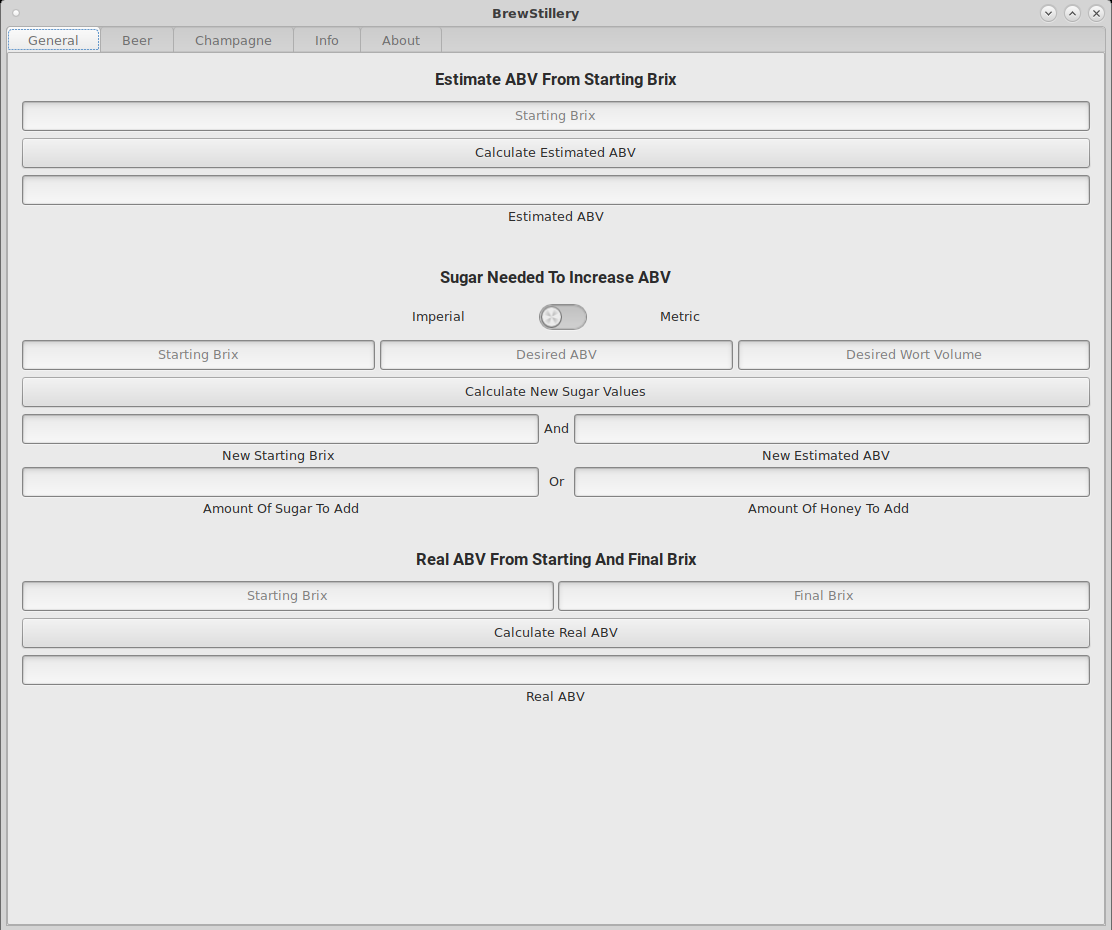 BrewStillery
General Beer Champagne Info About
Estimate ABV From Starting Brix
Starting Brix
Calculate Estimated ABV
Estimated ABV
Sugar Needed To Increase ABV
Imperial Metric
Starting Brix Desired ABV Desired Wort Volume
Calculate New Sugar Values
And
New Starting Brix New Estimated ABV
Or
Amount Of Sugar To Add Amount Of Honey To Add
Real ABV From Starting And Final Brix
Starting Brix Final Brix
Calculate Real ABV
Real ABV